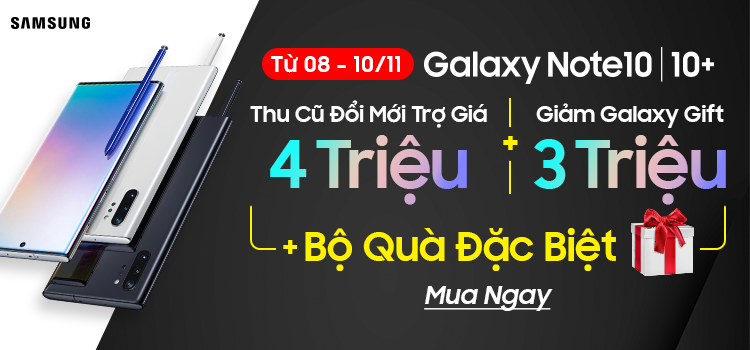 SAMSUNG
Từ 08 - 10/11 Galaxy Note10 | 10+
Thu Cũ Đổi Mới Trợ Giá
4 Triệu
+
Giảm Galaxy Gift
3 Triệu
+ Bộ Quà Đặc Biệt
Mua Ngay